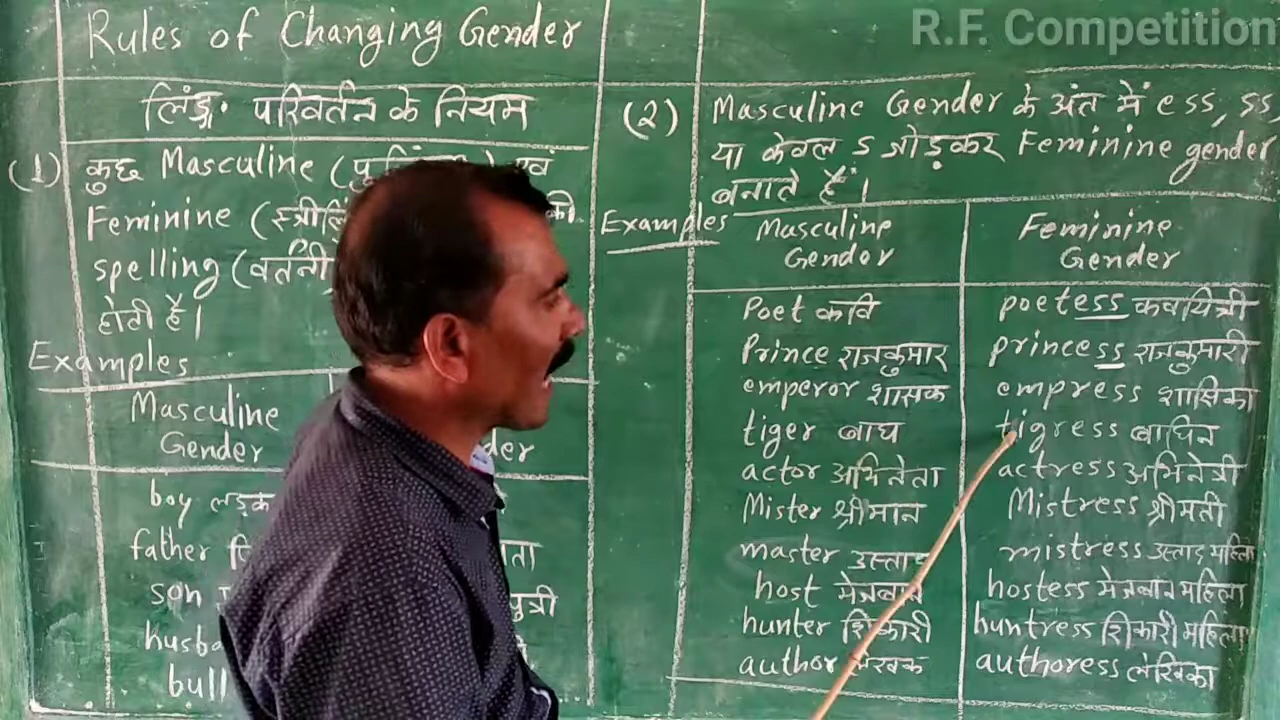 R.F. Competition
Rules of Changing Gender
लिंङ्ग परिवर्तन के नियम
(1) कुछ Masculine एवं
Feminine की
spelling (वर्तनी
होती है।
Examples
Masculine
Gender
boy
father
son पुत्री
bull
(2) Masculine Gender के अंत में ess, ss,
या केवल s जोड़कर Feminine gender
बनाते हैं।
Examples
Masculine Feminine
Gender Gender
Poet कवि poetess कवयित्री
Prince राजकुमार princess राजकुमारी
emperor शासक empress शासिका
tiger बाघ tigress बाघिन
actor अभिनेता actress अभिनेत्री
Mister श्रीमान Mistress श्रीमती
master उस्ताद mistress उस्ताद महिला
host मेजबान hostess मेजबान महिला
hunter शिकारी huntress शिकारी महिला
author लेखक authoress लेखिका